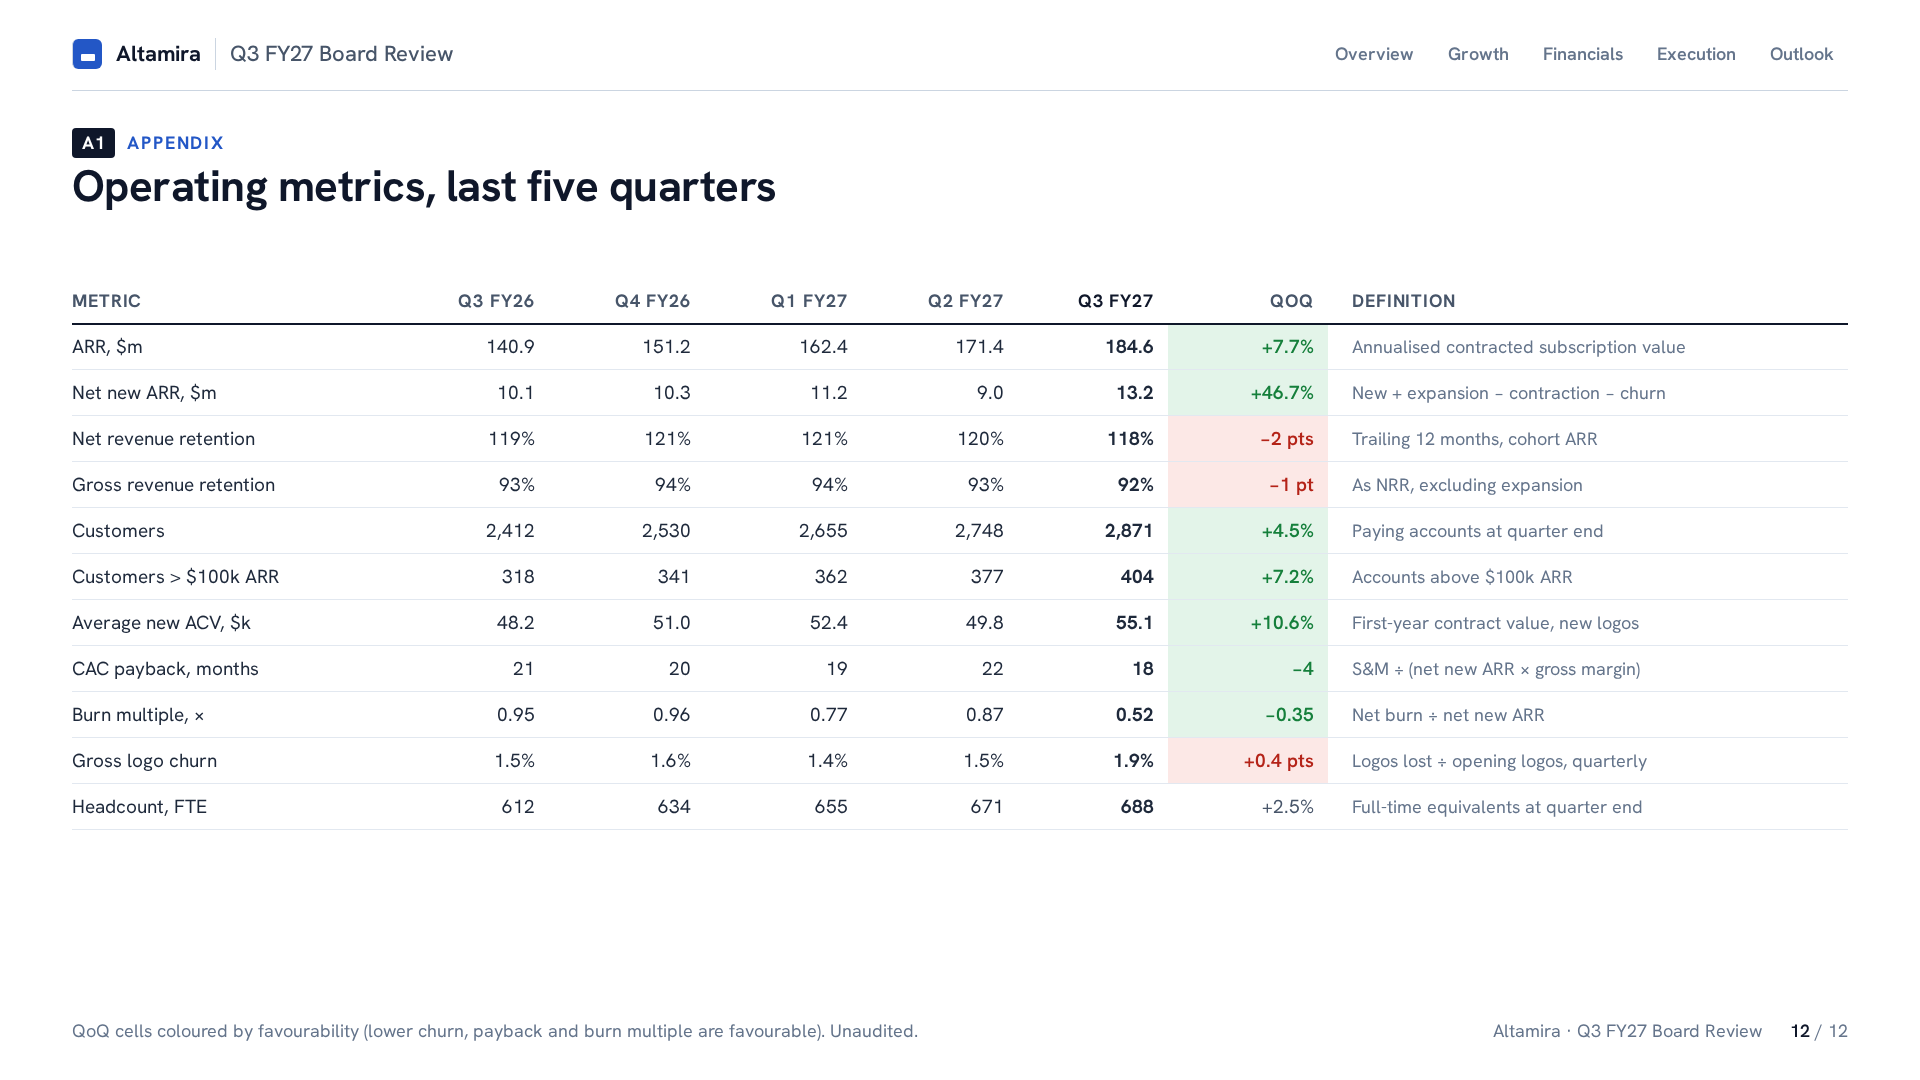 Altamira Q3 FY27 Board Review Overview Growth Financials Execution Outlook
A1 APPENDIX
Operating metrics, last five quarters
METRIC Q3 FY26 Q4 FY26 Q1 FY27 Q2 FY27 Q3 FY27 QOQ DEFINITION
ARR, $m 140.9 151.2 162.4 171.4 184.6 +7.7% Annualised contracted subscription value
Net new ARR, $m 10.1 10.3 11.2 9.0 13.2 +46.7% New + expansion − contraction − churn
Net revenue retention 119% 121% 121% 120% 118% −2 pts Trailing 12 months, cohort ARR
Gross revenue retention 93% 94% 94% 93% 92% −1 pt As NRR, excluding expansion
Customers 2,412 2,530 2,655 2,748 2,871 +4.5% Paying accounts at quarter end
Customers > $100k ARR 318 341 362 377 404 +7.2% Accounts above $100k ARR
Average new ACV, $k 48.2 51.0 52.4 49.8 55.1 +10.6% First-year contract value, new logos
CAC payback, months 21 20 19 22 18 −4 S&M ÷ (net new ARR × gross margin)
Burn multiple, × 0.95 0.96 0.77 0.87 0.52 −0.35 Net burn ÷ net new ARR
Gross logo churn 1.5% 1.6% 1.4% 1.5% 1.9% +0.4 pts Logos lost ÷ opening logos, quarterly
Headcount, FTE 612 634 655 671 688 +2.5% Full-time equivalents at quarter end
QoQ cells coloured by favourability (lower churn, payback and burn multiple are favourable). Unaudited. Altamira · Q3 FY27 Board Review 12 / 12